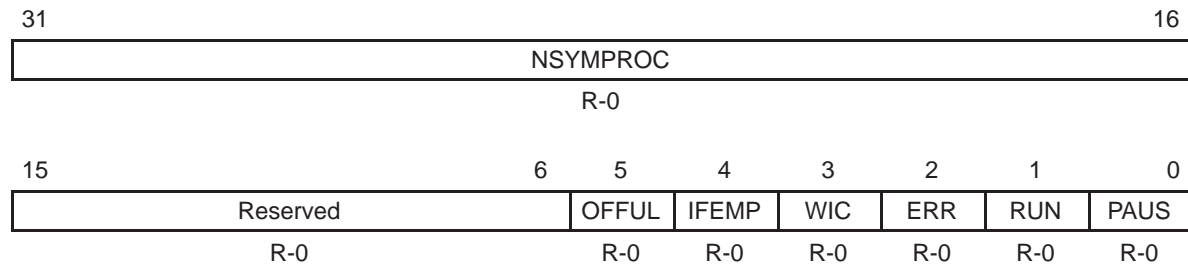 31 16
NSYMPROC
R-0
15 6 5 4 3 2 1 0
Reserved OFFUL IFEMP WIC ERR RUN PAUS
R-0 R-0 R-0 R-0 R-0 R-0 R-0